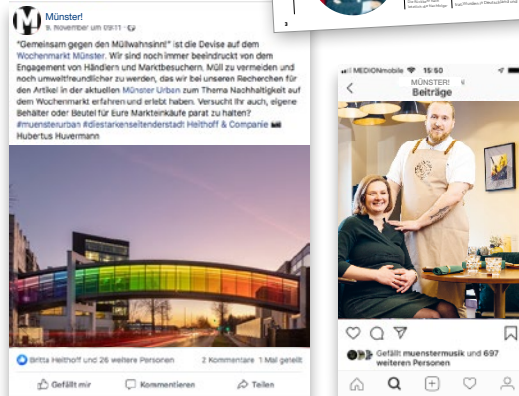 Münster!
9. November um 09:11
"Gemeinsam gegen den Müllwahnsinn!" ist die Devise auf dem
Wochenmarkt Münster. Wir sind noch immer beeindruckt von dem
Engagement von Händlern und Marktbesuchern, Müll zu vermeiden und
noch umweltfreundlicher zu werden, das wir bei unseren Recherchen für
den Artikel in der aktuellen Münster Urban zum Thema Nachhaltigkeit auf
dem Wochenmarkt erfahren und erlebt haben. Versucht Ihr auch, eigene
Behälter oder Beutel für Eure Markteinkäufe parat zu halten?
#muensterurban #diestarkenseitenderstadt Heithoff & Companie 📷
Hubertus Huvermann
Britta Heithoff und 26 weitere Personen
2 Kommentare 1 Mal geteilt
Gefällt mir
Kommentieren
Teilen
3
MEDIONmobile
15:50
MÜNSTER!
Beiträge
Gefällt muenstermusik und 697
weiteren Personen